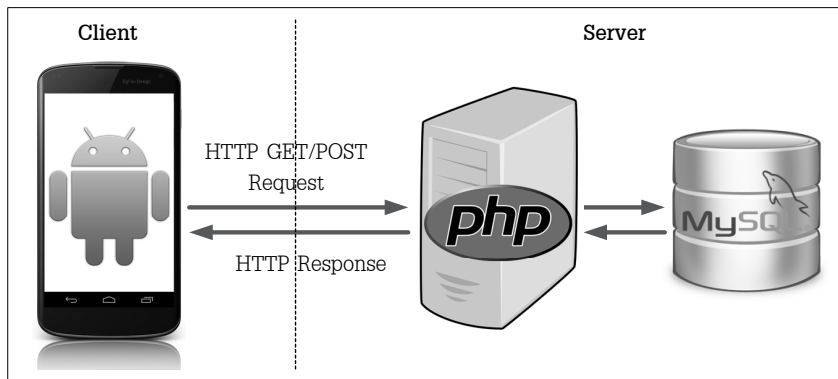 Client
Server
HTTP GET/POST
Request
HTTP Response
php
MySQL